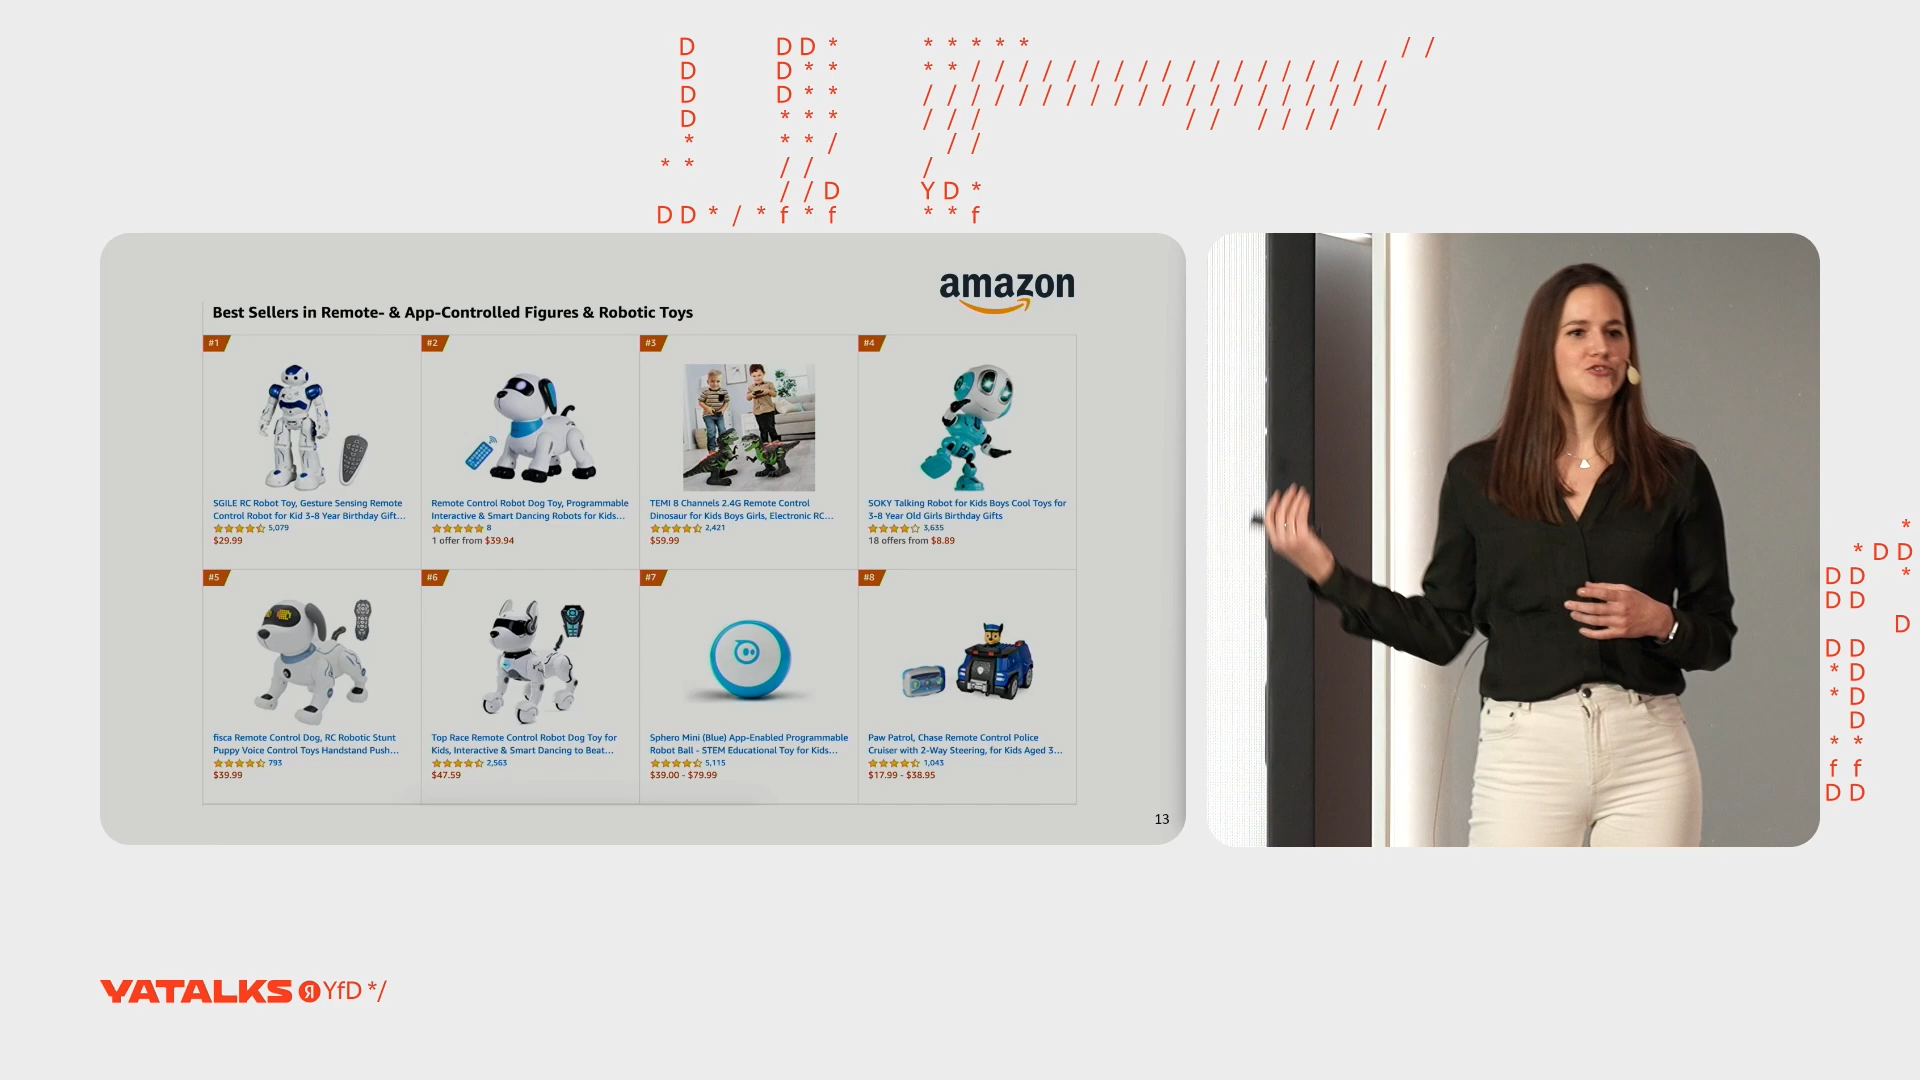 D D D * * * * * * / /
D D * * * * / / / / / / / / / / / / / / / / / /
D D * * / / / / / / / / / / / / / / / / / / / /
D * * * / / / / / / / / / /
* * * / / /
* * / / /
/ / D Y D *
D D * / * f * f * * f
amazon
Best Sellers in Remote- & App-Controlled Figures & Robotic Toys
#1
SGILE RC Robot Toy, Gesture Sensing Remote
Control Robot for Kid 3-8 Year Birthday Gift...
5,079
$29.99
#2
Remote Control Robot Dog Toy, Programmable
Interactive & Smart Dancing Robots for Kids...
8
1 offer from $39.94
#3
TEMI 8 Channels 2.4G Remote Control
Dinosaur for Kids Boys Girls, Electronic RC...
2,421
$59.99
#4
SOKY Talking Robot for Kids Boys Cool Toys for
3-8 Year Old Girls Birthday Gifts
3,635
18 offers from $8.89
#5
fisca Remote Control Dog, RC Robotic Stunt
Puppy Voice Control Toys Handstand Push...
793
$39.99
#6
Top Race Remote Control Robot Dog Toy for
Kids, Interactive & Smart Dancing to Beat...
2,563
$47.59
#7
Sphero Mini (Blue) App-Enabled Programmable
Robot Ball - STEM Educational Toy for Kids...
5,115
$39.00 - $79.99
#8
Paw Patrol, Chase Remote Control Police
Cruiser with 2-Way Steering, for Kids Aged 3...
1,043
$17.99 - $38.95
13
*
* D D
D D *
D D
D
D D
* D
* D
D
* *
f f
D D
YATALKS Я YfD */